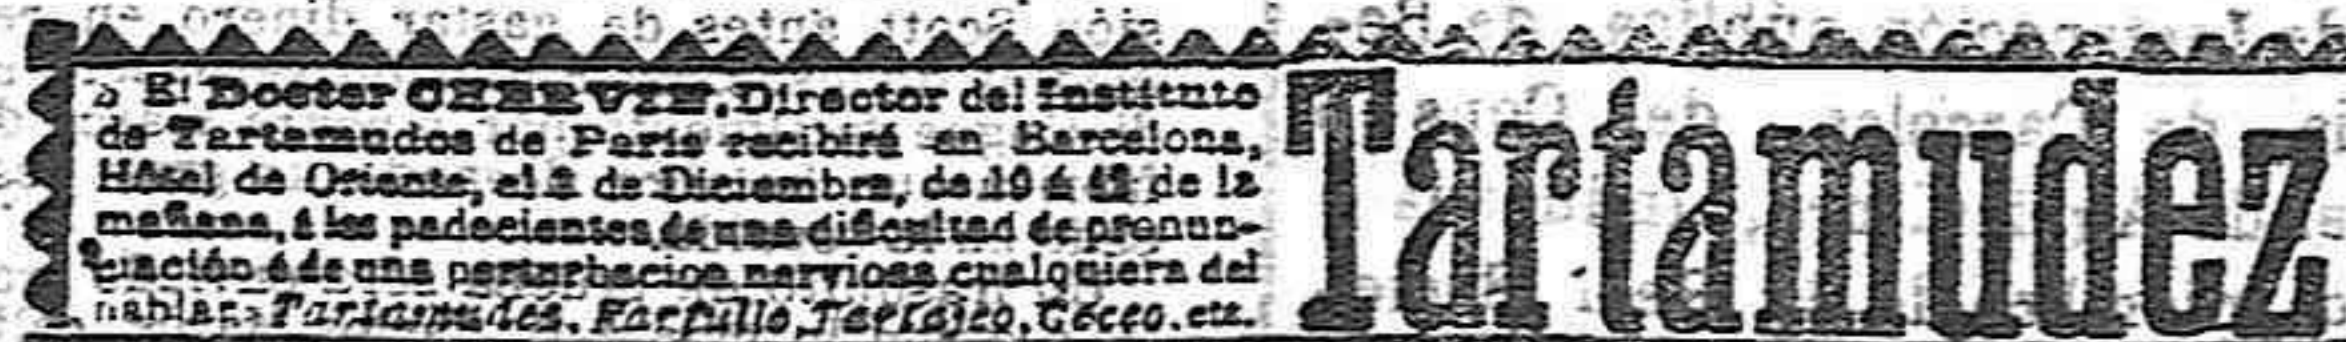 El Doctor CHERVIN, Director del Instituto
de Tartamudos de Paris recibirá en Barcelona,
Hôtel de Oriente, el 2 de Diciembre, de 10 á 12 de la
mañana, á los padecientes de una dificultad de pronun-
ciación ó de una perturbacion nerviosa cualquiera del
hablar: Tartamudez, Farfulló, Tartajeo, Ceceo, etc.
Tartamudez